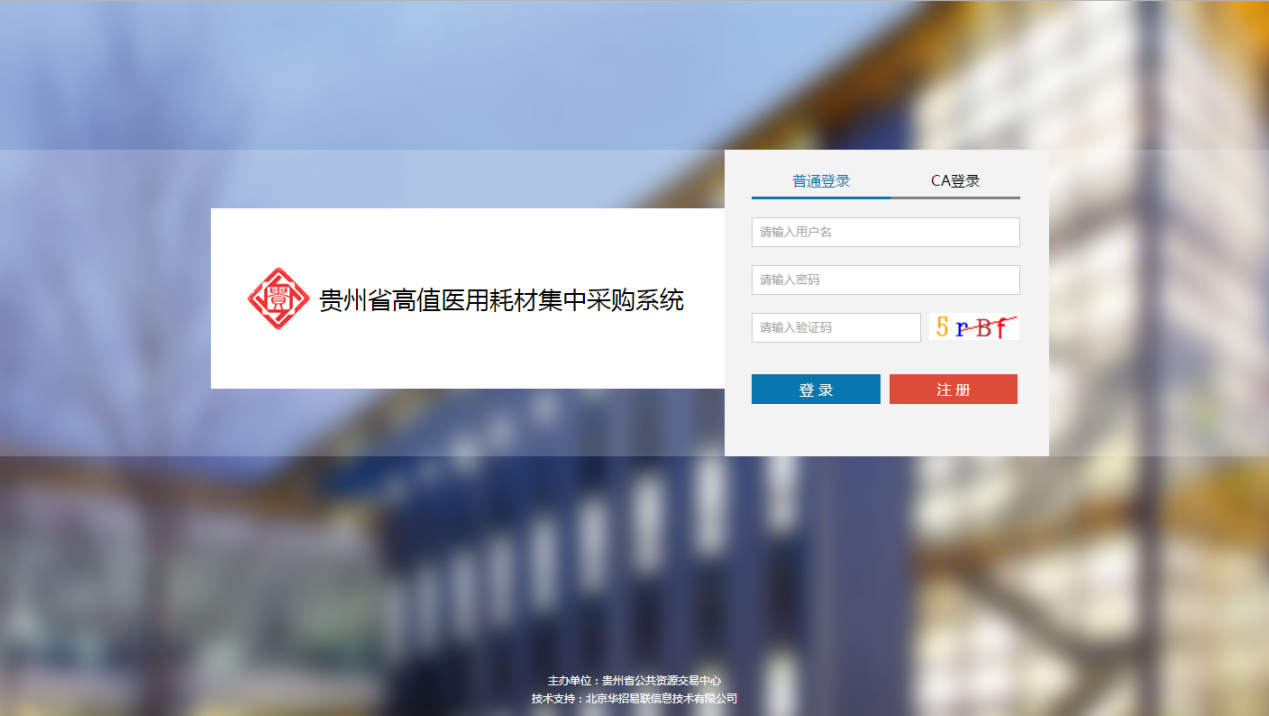 普通登录 CA登录
请输入用户名
贵州省高值医用耗材集中采购系统
请输入密码
请输入验证码 5rBf
登 录 注 册
主办单位：贵州省公共资源交易中心
技术支持：北京华招易联信息技术有限公司